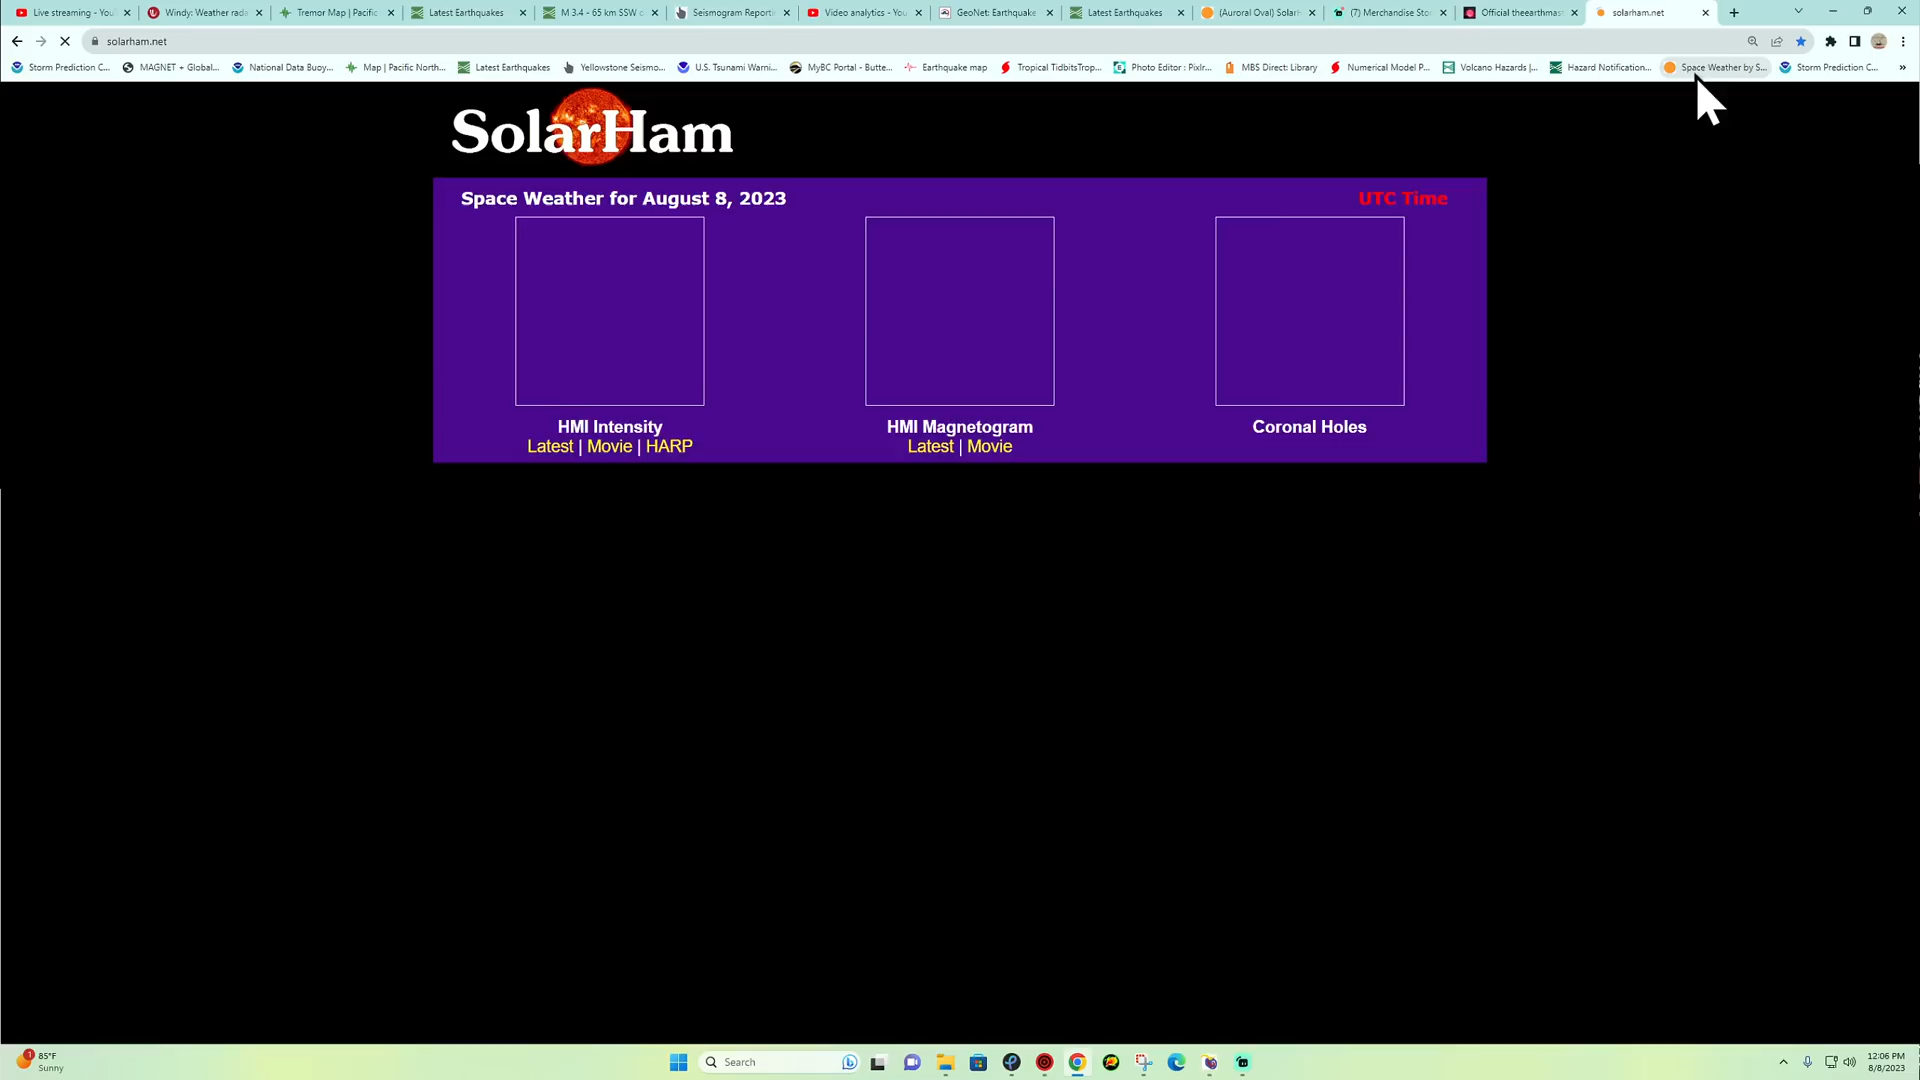 Live streaming - You
Windy: Weather rada
Tremor Map | Pacific
Latest Earthquakes
M 3.4 - 65 km SSW o
Seismogram Reporti
Video analytics - You
GeoNet: Earthquake
Latest Earthquakes
(Auroral Oval) SolarH
(7) Merchandise Sto
Official theearthmast
solarham.net
solarham.net
Storm Prediction C...
MAGNET + Global...
National Data Buoy...
Map | Pacific North...
Latest Earthquakes
Yellowstone Seismo...
U.S. Tsunami Warni...
MyBC Portal - Butte...
Earthquake map
Tropical TidbitsTrop...
Photo Editor : Pixlr...
MBS Direct: Library
Numerical Model P...
Volcano Hazards |...
Hazard Notification...
Space Weather by S...
Storm Prediction C...
»
SolarHam
Space Weather for August 8, 2023
UTC Time
HMI Intensity
Latest | Movie | HARP
HMI Magnetogram
Latest | Movie
Coronal Holes
1
85°F
Sunny
Search
12:06 PM
8/8/2023